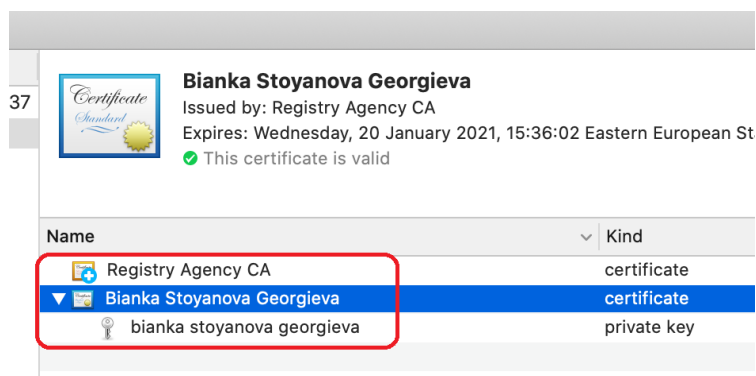 37
Certificate
Standard
Bianka Stoyanova Georgieva
Issued by: Registry Agency CA
Expires: Wednesday, 20 January 2021, 15:36:02 Eastern European St
This certificate is valid
Name Kind
Registry Agency CA certificate
Bianka Stoyanova Georgieva certificate
bianka stoyanova georgieva private key